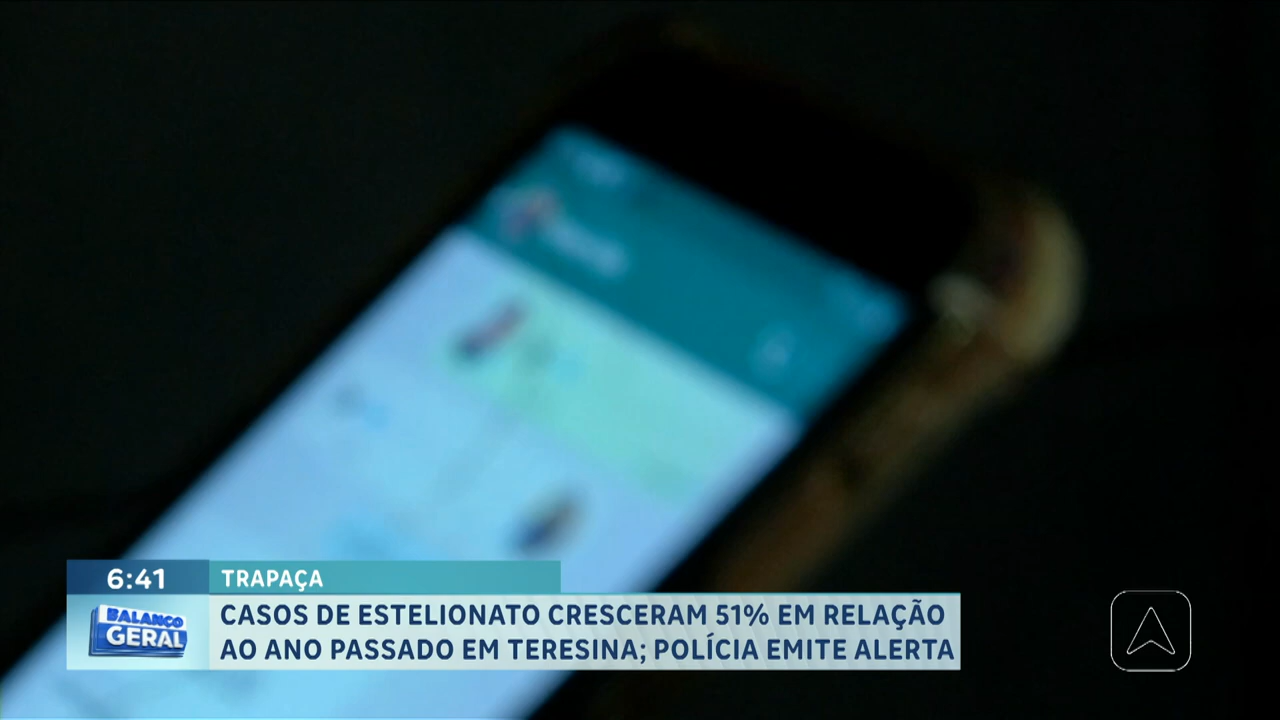 6:41
TRAPAÇA
BALANÇO
GERAL
CASOS DE ESTELIONATO CRESCERAM 51% EM RELAÇÃO
AO ANO PASSADO EM TERESINA; POLÍCIA EMITE ALERTA